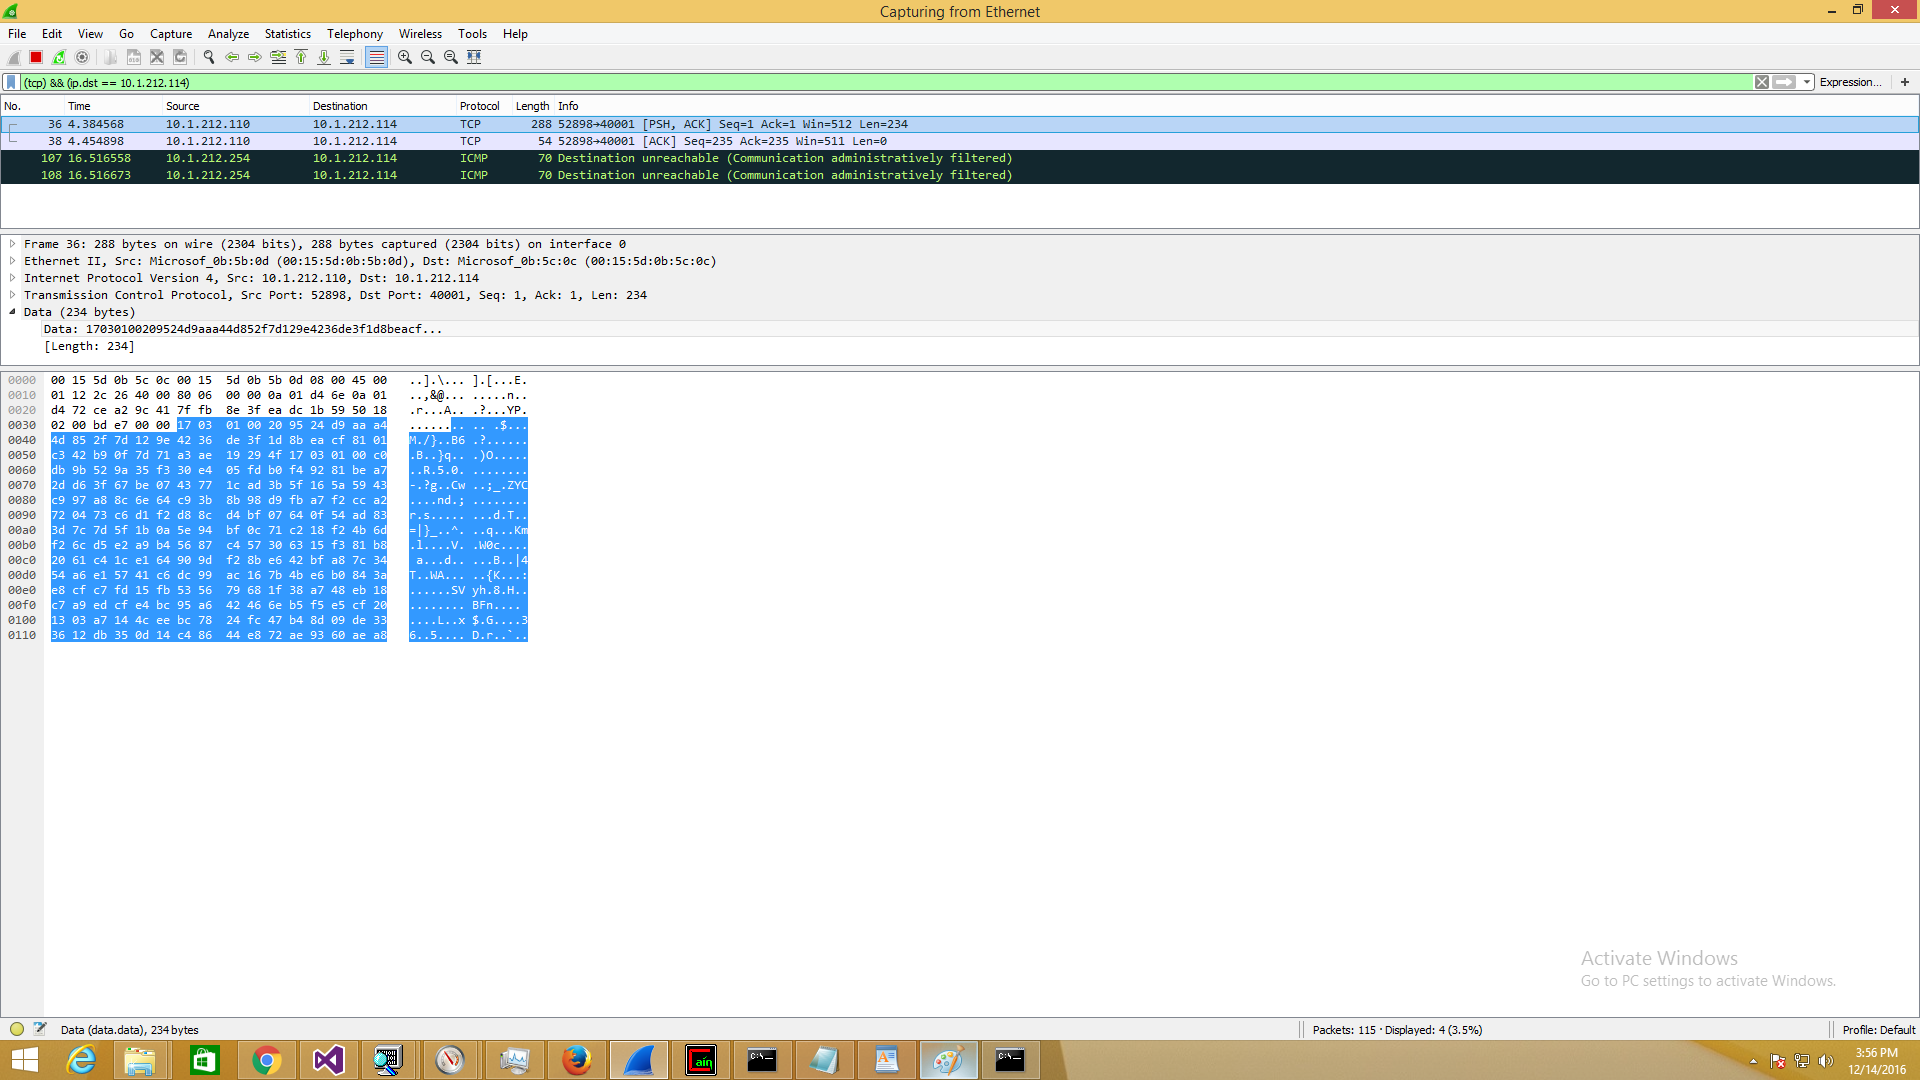 Capturing from Ethernet
File Edit View Go Capture Analyze Statistics Telephony Wireless Tools Help
(tcp) && (ip.dst == 10.1.212.114) Expression... +
No. Time Source Destination Protocol Length Info
36 4.384568 10.1.212.110 10.1.212.114 TCP 288 52898→40001 [PSH, ACK] Seq=1 Ack=1 Win=512 Len=234
38 4.454898 10.1.212.110 10.1.212.114 TCP 54 52898→40001 [ACK] Seq=235 Ack=235 Win=511 Len=0
107 16.516558 10.1.212.254 10.1.212.114 ICMP 70 Destination unreachable (Communication administratively filtered)
108 16.516673 10.1.212.254 10.1.212.114 ICMP 70 Destination unreachable (Communication administratively filtered)
Frame 36: 288 bytes on wire (2304 bits), 288 bytes captured (2304 bits) on interface 0
Ethernet II, Src: Microsof_0b:5b:0d (00:15:5d:0b:5b:0d), Dst: Microsof_0b:5c:0c (00:15:5d:0b:5c:0c)
Internet Protocol Version 4, Src: 10.1.212.110, Dst: 10.1.212.114
Transmission Control Protocol, Src Port: 52898, Dst Port: 40001, Seq: 1, Ack: 1, Len: 234
Data (234 bytes)
Data: 17030100209524d9aaa44d852f7d129e4236de3f1d8beacf...
[Length: 234]
0000 00 15 5d 0b 5c 0c 00 15 5d 0b 5b 0d 08 00 45 00 ..].\... ].[...E.
0010 01 12 2c 26 40 00 80 06 00 00 0a 01 d4 6e 0a 01 ..,&@... .....n..
0020 d4 72 ce a2 9c 41 7f fb 8e 3f ea dc 1b 59 50 18 .r...A.. .?...YP.
0030 02 00 bd e7 00 00 17 03 01 00 20 95 24 d9 aa a4 ........ .. .$...
0040 4d 85 2f 7d 12 9e 42 36 de 3f 1d 8b ea cf 81 01 M./}..B6 .?......
0050 c3 42 b9 0f 7d 71 a3 ae 19 29 4f 17 03 01 00 c0 .B..}q.. .)O.....
0060 db 9b 52 9a 35 f3 30 e4 05 fd b0 f4 92 81 be a7 ..R.5.0. ........
0070 2d d6 3f 67 be 07 43 77 1c ad 3b 5f 16 5a 59 43 -.?g..Cw ..;_.ZYC
0080 c9 97 a8 8c 6e 64 c9 3b 8b 98 d9 fb a7 f2 cc a2 ....nd.; ........
0090 72 04 73 c6 d1 f2 d8 8c d4 bf 07 64 0f 54 ad 83 r.s..... ...d.T..
00a0 3d 7c 7d 5f 1b 0a 5e 94 bf 0c 71 c2 18 f2 4b 6d =|}_..^. ..q...Km
00b0 f2 6c d5 e2 a9 b4 56 87 c4 57 30 63 15 f3 81 b8 .l....V. .W0c....
00c0 20 61 c4 1c e1 64 90 9d f2 8b e6 42 bf a8 7c 34 a...d.. ...B..|4
00d0 54 a6 e1 57 41 c6 dc 99 ac 16 7b 4b e6 b0 84 3a T..WA... ..{K...:
00e0 e8 cf c7 fd 15 fb 53 56 79 68 1f 38 a7 48 eb 18 ......SV yh.8.H..
00f0 c7 a9 ed cf e4 bc 95 a6 42 46 6e b5 f5 e5 cf 20 ........ BFn....
0100 13 03 a7 14 4c ee bc 78 24 fc 47 b4 8d 09 de 33 ....L..x $.G....3
0110 36 12 db 35 0d 14 c4 86 44 e8 72 ae 93 60 ae a8 6..5.... D.r..`..
Activate Windows
Go to PC settings to activate Windows.
Data (data.data), 234 bytes Packets: 115 · Displayed: 4 (3.5%) Profile: Default
3:56 PM
12/14/2016